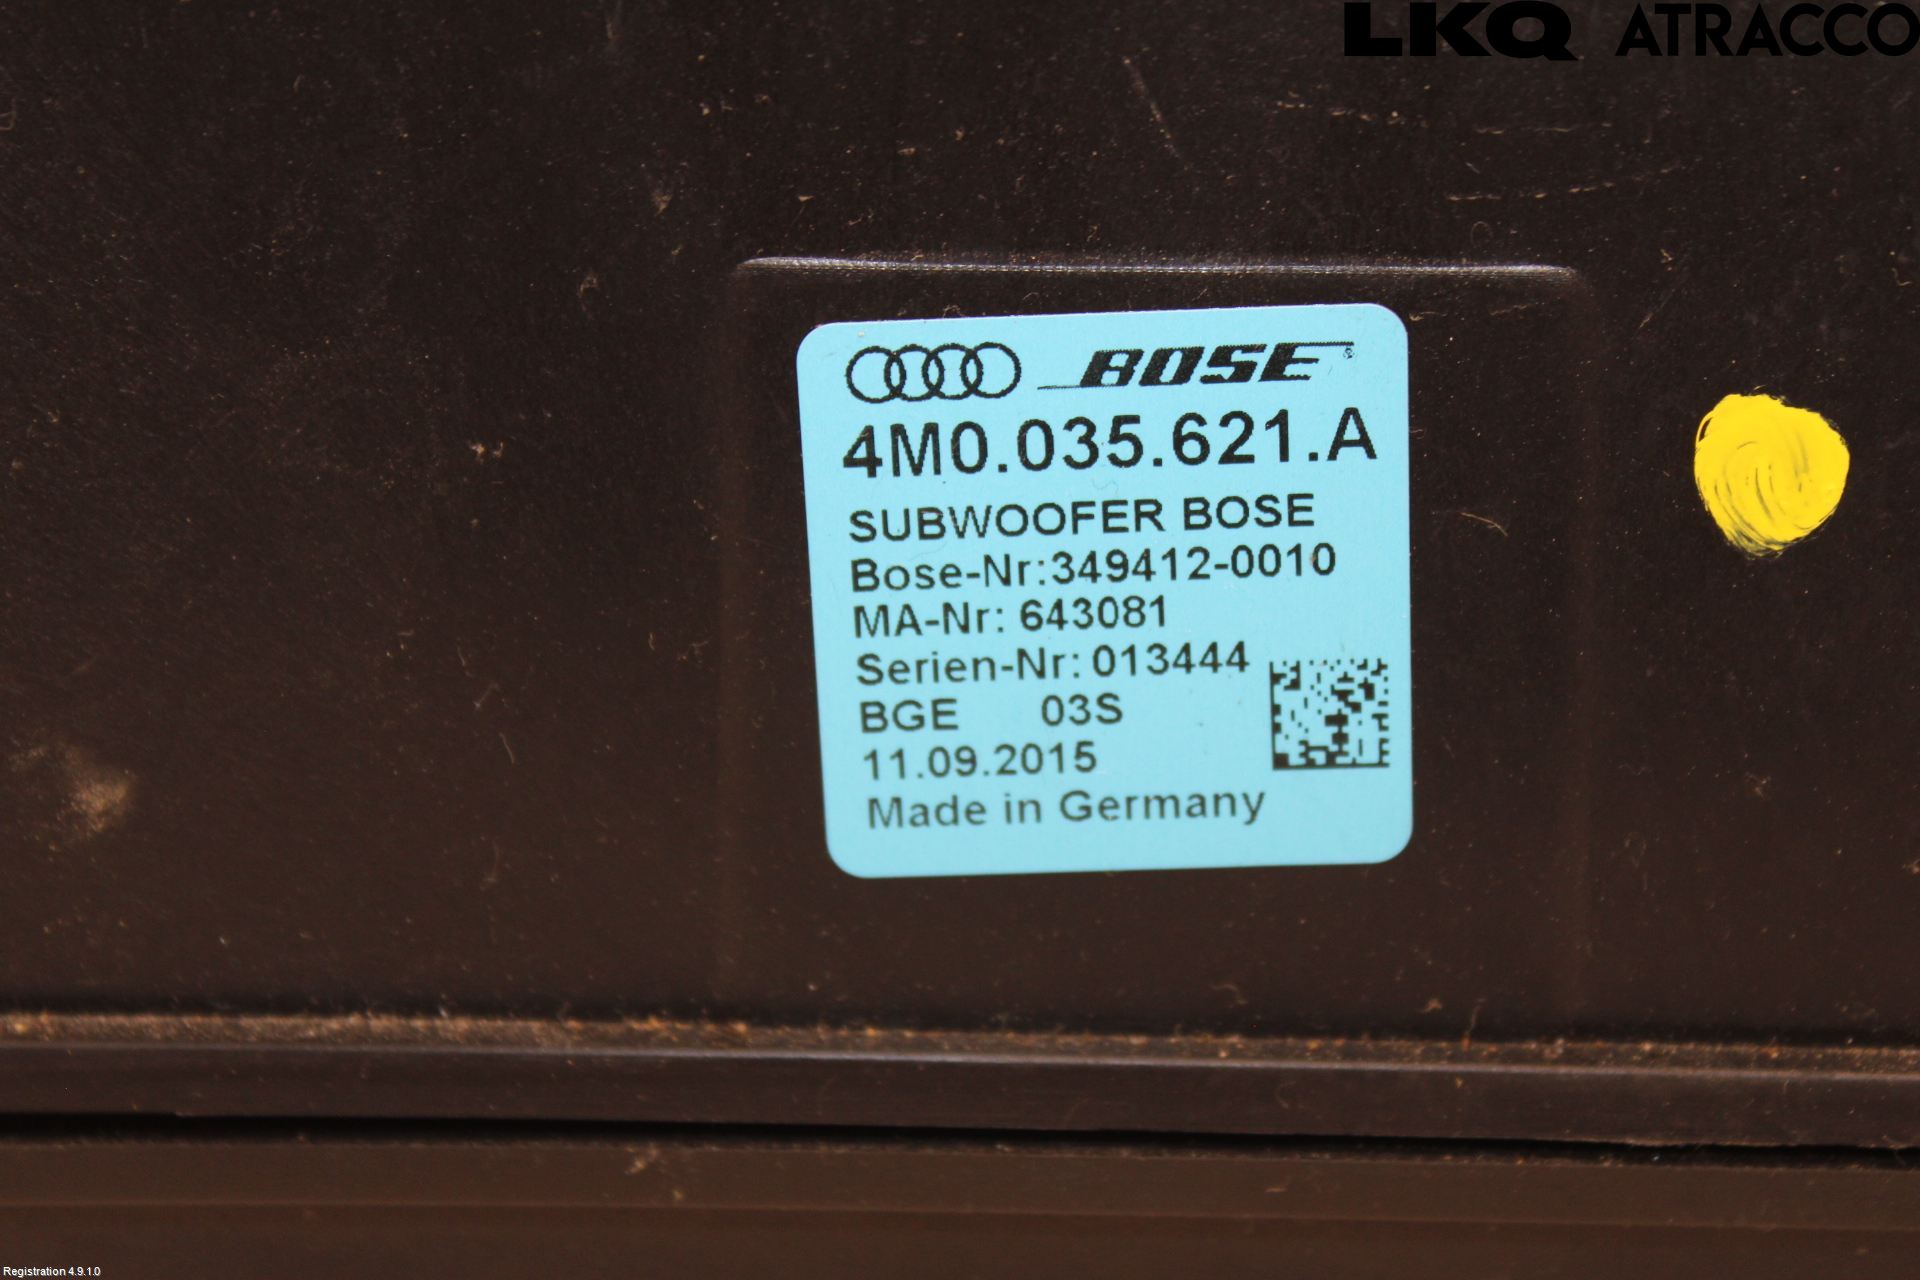 LKQ ATRACCO
BOSE®
4M0.035.621.A
SUBWOOFER BOSE
Bose-Nr:349412-0010
MA-Nr: 643081
Serien-Nr: 013444
BGE 03S
11.09.2015
Made in Germany
Registration 4.9.1.0